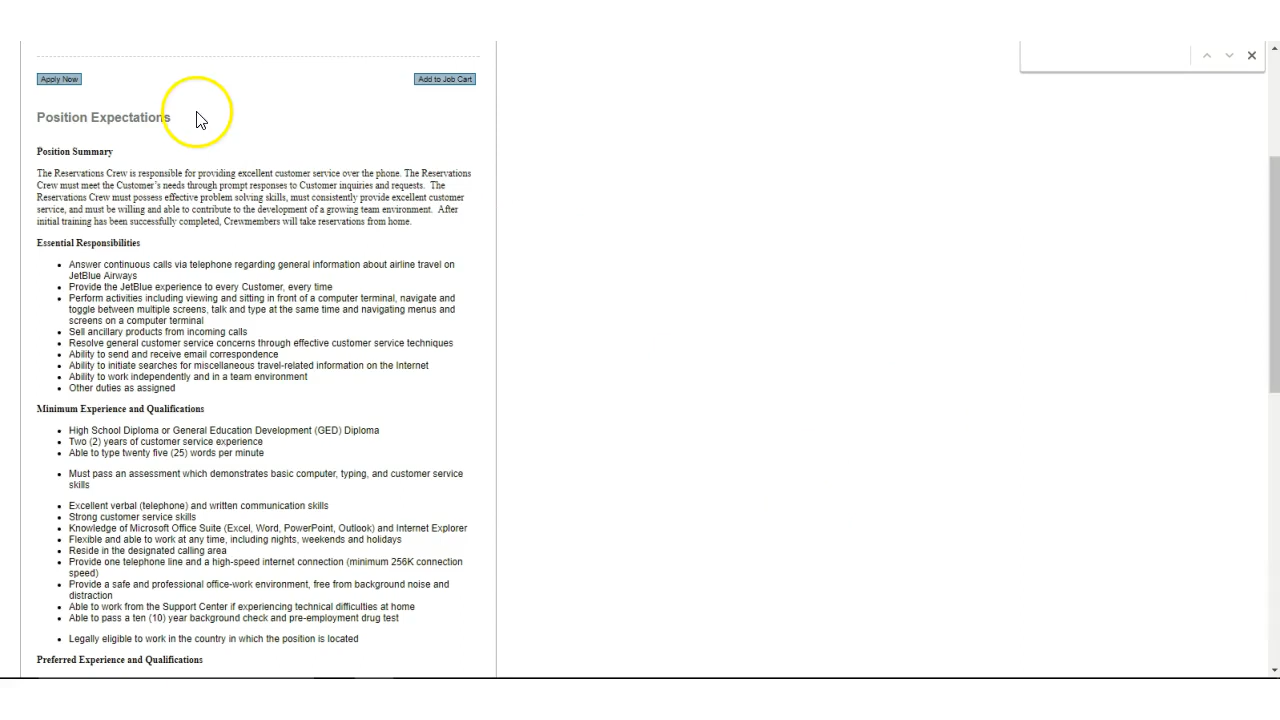 Apply Now
Add to Job Cart
Position Expectations
Position Summary
The Reservations Crew is responsible for providing excellent customer service over the phone. The Reservations
Crew must meet the Customer's needs through prompt responses to Customer inquiries and requests. The
Reservations Crew must possess effective problem solving skills, must consistently provide excellent customer
service, and must be willing and able to contribute to the development of a growing team environment. After
initial training has been successfully completed, Crewmembers will take reservations from home.
Essential Responsibilities
• Answer continuous calls via telephone regarding general information about airline travel on
JetBlue Airways
• Provide the JetBlue experience to every Customer, every time
• Perform activities including viewing and sitting in front of a computer terminal, navigate and
toggle between multiple screens, talk and type at the same time and navigating menus and
screens on a computer terminal
• Sell ancillary products from incoming calls
• Resolve general customer service concerns through effective customer service techniques
• Ability to send and receive email correspondence
• Ability to initiate searches for miscellaneous travel-related information on the Internet
• Ability to work independently and in a team environment
• Other duties as assigned
Minimum Experience and Qualifications
• High School Diploma or General Education Development (GED) Diploma
• Two (2) years of customer service experience
• Able to type twenty five (25) words per minute
• Must pass an assessment which demonstrates basic computer, typing, and customer service
skills
• Excellent verbal (telephone) and written communication skills
• Strong customer service skills
• Knowledge of Microsoft Office Suite (Excel, Word, PowerPoint, Outlook) and Internet Explorer
• Flexible and able to work at any time, including nights, weekends and holidays
• Reside in the designated calling area
• Provide one telephone line and a high-speed internet connection (minimum 256K connection
speed)
• Provide a safe and professional office-work environment, free from background noise and
distraction
• Able to work from the Support Center if experiencing technical difficulties at home
• Able to pass a ten (10) year background check and pre-employment drug test
• Legally eligible to work in the country in which the position is located
Preferred Experience and Qualifications